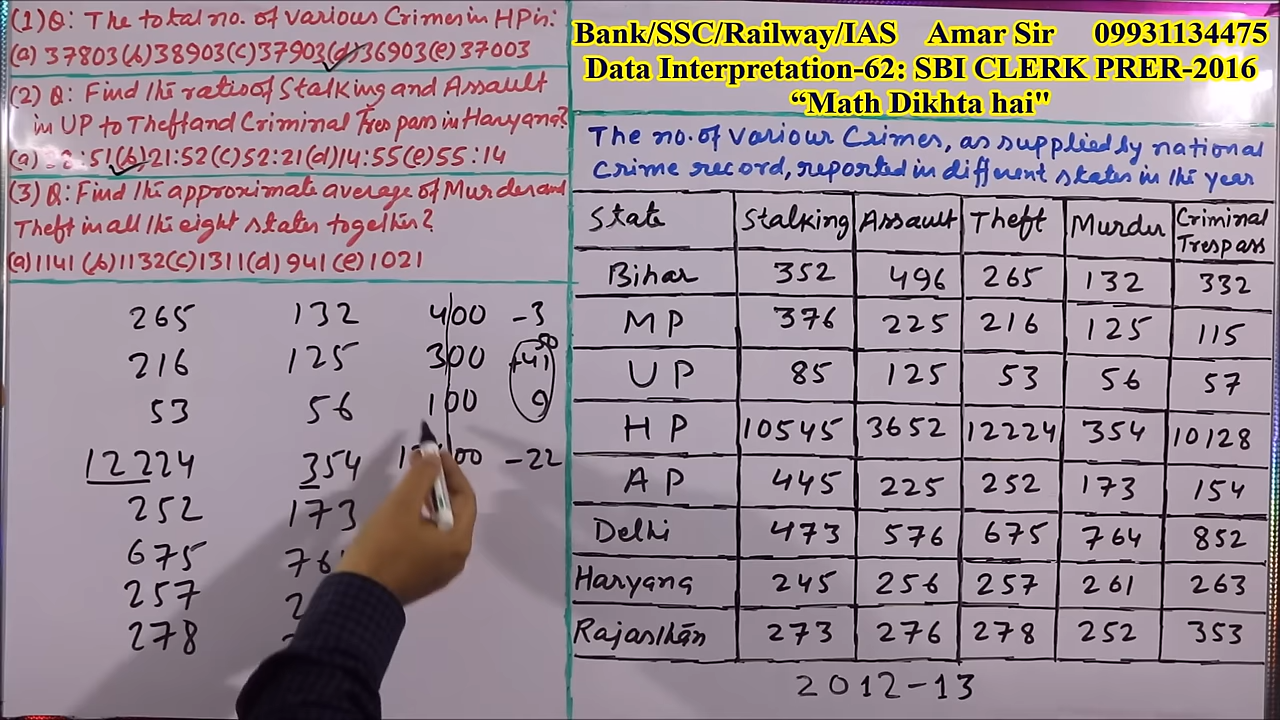 (1) Q: The total no. of various Crimes in HP is:
(a) 37803 (b) 38903 (c) 37903 (d) 36903 (e) 37003
(2) Q: Find the ratio of Stalking and Assault
in UP to Theft and Criminal Trespass in Haryana?
(a) :51 (b) 21:52 (c) 52:21 (d) 14:55 (e) 55:14
(3) Q: Find the approximate average of Murder and
Theft in all the eight states together?
(a) 1141 (b) 1132 (c) 1311 (d) 941 (e) 1021
265 132 400 -3
50
216 125 300 +41
53 56 100 9
12224 354 00 -22
252 173
675 76
257 2
278
Bank/SSC/Railway/IAS Amar Sir 09931134475
Data Interpretation-62: SBI CLERK PRER-2016
“Math Dikhta hai"
The no. of various Crimes, as supplied by national
Crime record, reported in different states in the year
State Stalking Assault Theft Murder Criminal Trespass
Bihar 352 496 265 132 332
MP 376 225 216 125 115
UP 85 125 53 56 57
HP 10545 3652 12224 354 10128
AP 445 225 252 173 154
Delhi 473 576 675 764 852
Haryana 245 256 257 261 263
Rajasthan 273 276 278 252 353
2012-13